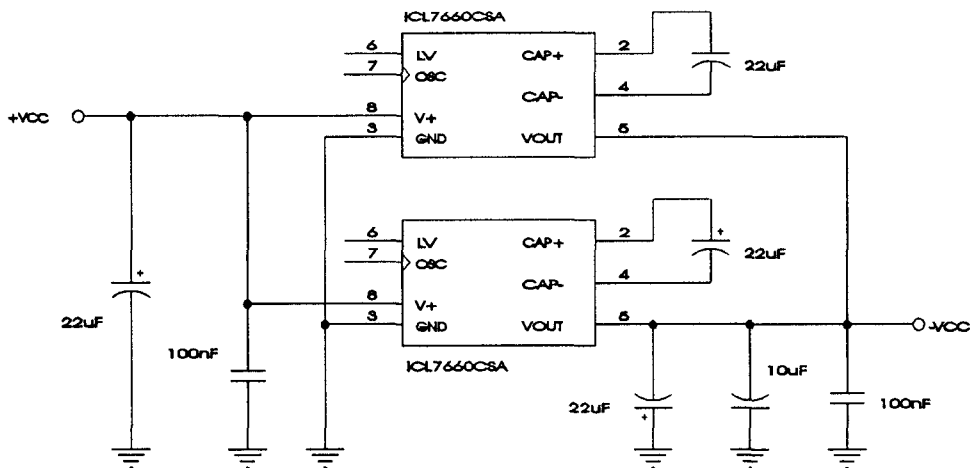 ICL7660CSA
6 LV CAP+ 2
7 OSC
22uF
CAP- 4
+VCC
8 V+
3 GND VOUT 5
6 LV CAP+ 2
+
7 OSC
22uF
CAP- 4
+
8 V+
22uF
3 GND VOUT 5
-VCC
100nF
ICL7660CSA
10uF
22uF
+
100nF